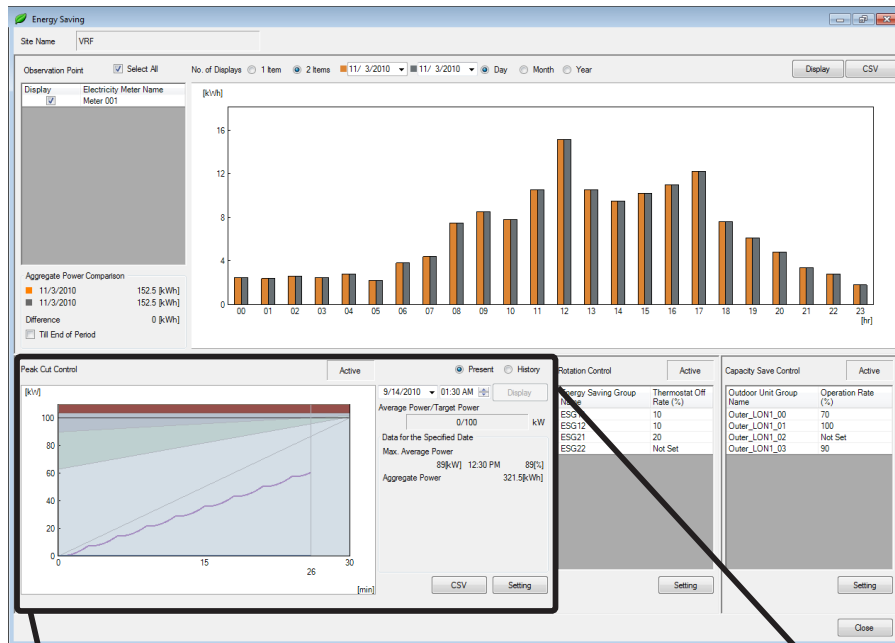 Energy Saving
Site Name VRF
Observation Point Select All No. of Displays 1 Item 2 Items 11/ 3/2010 11/ 3/2010 Day Month Year Display CSV
Display Electricity Meter Name
Meter 001
[kWh]
16
12
8
4
0
00 01 02 03 04 05 06 07 08 09 10 11 12 13 14 15 16 17 18 19 20 21 22 23
[hr]
Aggregate Power Comparison
11/3/2010 152.5 [kWh]
11/3/2010 152.5 [kWh]
Difference 0 [kWh]
Till End of Period
Peak Cut Control Active Present History
[kW]
100
80
60
40
20
0
0 15 30
26
[min]
9/14/2010 01:30 AM Display
Average Power/Target Power
0/100 kW
Data for the Specified Date
Max. Average Power
89[kW] 12:30 PM 89[%]
Aggregate Power 321.5[kWh]
CSV Setting
Rotation Control Active
Energy Saving Group Name Thermostat Off Rate (%)
10
ESG12 10
ESG21 20
ESG22 Not Set
Setting
Capacity Save Control Active
Outdoor Unit Group Name Operation Rate (%)
Outer_LON1_00 70
Outer_LON1_01 100
Outer_LON1_02 Not Set
Outer_LON1_03 90
Setting
Close